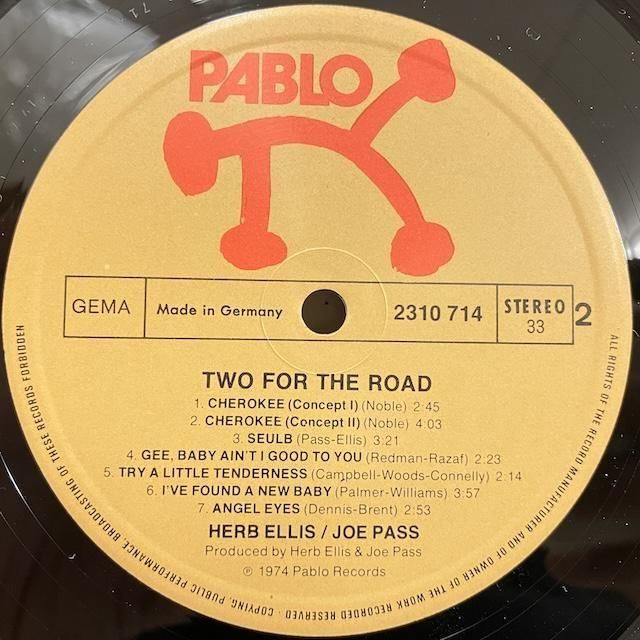 PABLO
GEMA
Made in Germany
2310 714
STEREO
33
2
TWO FOR THE ROAD
1. CHEROKEE (Concept I) (Noble) 2:45
2. CHEROKEE (Concept II) (Noble) 4:03
3. SEULB (Pass-Ellis) 3:21
4. GEE, BABY AIN'T I GOOD TO YOU (Redman-Razaf) 2:23
5. TRY A LITTLE TENDERNESS (Campbell-Woods-Connelly) 2:14
6. I'VE FOUND A NEW BABY (Palmer-Williams) 3:57
7. ANGEL EYES (Dennis-Brent) 2:53
HERB ELLIS / JOE PASS
Produced by Herb Ellis & Joe Pass
℗ 1974 Pablo Records
ALL RIGHTS OF THE RECORD MANUFACTURER AND OF OWNER OF THE WORK RECORDED RESERVED · COPYING, PUBLIC PERFORMANCE BROADCASTING OF THESE RECORDS FORBIDDEN